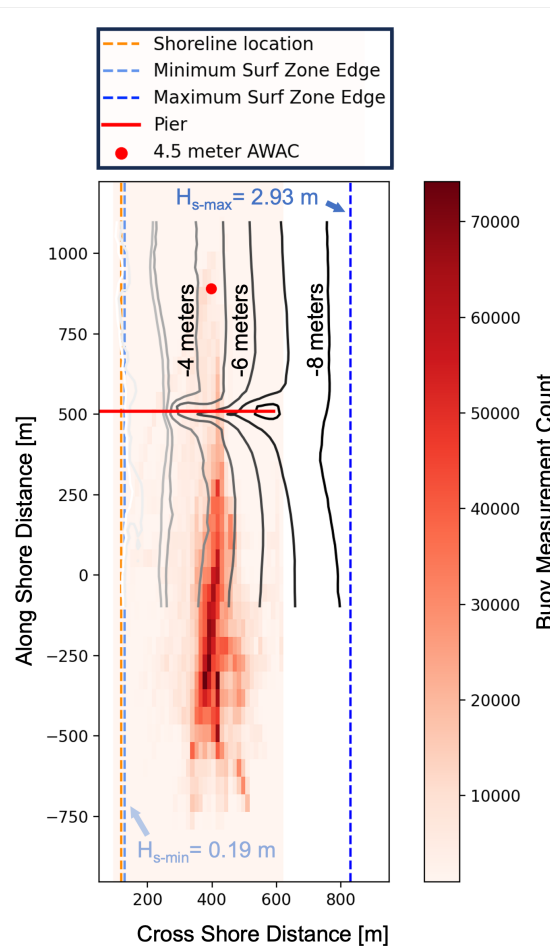 Shoreline location
Minimum Surf Zone Edge
Maximum Surf Zone Edge
Pier
4.5 meter AWAC
H_s-max= 2.93 m
-4 meters
-6 meters
-8 meters
H_s-min= 0.19 m
1000
750
500
250
0
−250
−500
−750
Along Shore Distance [m]
200
400
600
800
Cross Shore Distance [m]
70000
60000
50000
40000
30000
20000
10000
Buoy Measurement Count